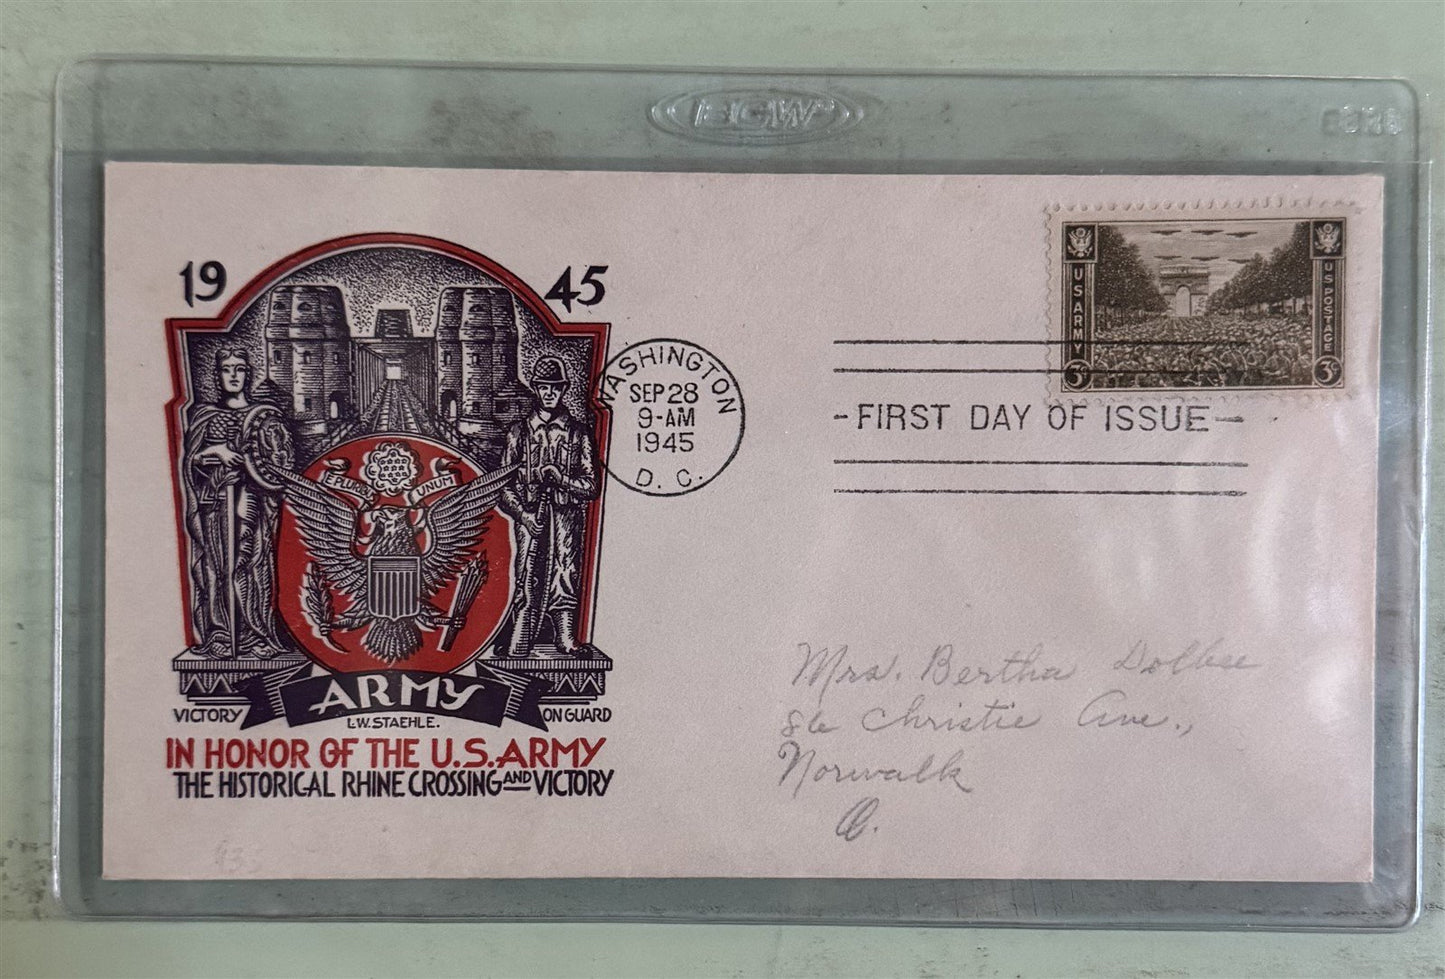 BCW
1945
E PLURIBUS UNUM
ARMY
L.W. STAEHLE.
VICTORY
ON GUARD
IN HONOR OF THE U.S. ARMY
THE HISTORICAL RHINE CROSSING AND VICTORY
WASHINGTON
SEP 28
9-AM
1945
D. C.
U S ARMY
3¢
U S POSTAGE
3¢
-FIRST DAY OF ISSUE-
Mrs. Bertha
Christie Ave.,
Norwalk
O.